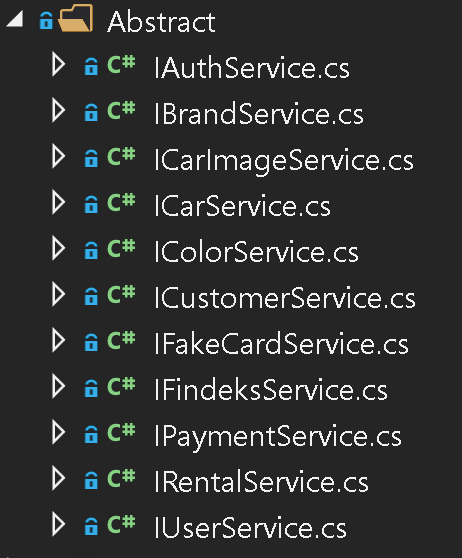 Abstract
C# IAuthService.cs
C# IBrandService.cs
C# ICarImageService.cs
C# ICarService.cs
C# IColorService.cs
C# ICustomerService.cs
C# IFakeCardService.cs
C# IFindeksService.cs
C# IPaymentService.cs
C# IRentalService.cs
C# IUserService.cs